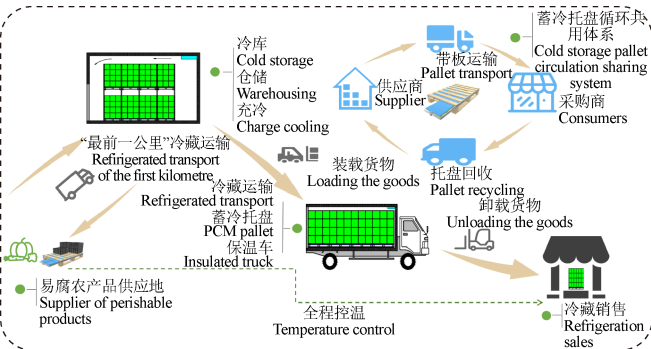 冷库
Cold storage
仓储
Warehousing
充冷
Charge cooling
蓄冷托盘循环共
用体系
Cold storage pallet
circulation sharing
system
带板运输
Pallet transport
供应商
Supplier
采购商
Consumers
托盘回收
Pallet recycling
“最前一公里”冷藏运输
Refirigerated transport
of the first kilometre
装载货物
Loading the goods
冷藏运输
Refrigerated transport
蓄冷托盘
PCM pallet
保温车
Insulated truck
卸载货物
Unloading the goods
易腐农产品供应地
Supplier of perishable
products
全程控温
Temperature control
冷藏销售
Refrigeration
sales